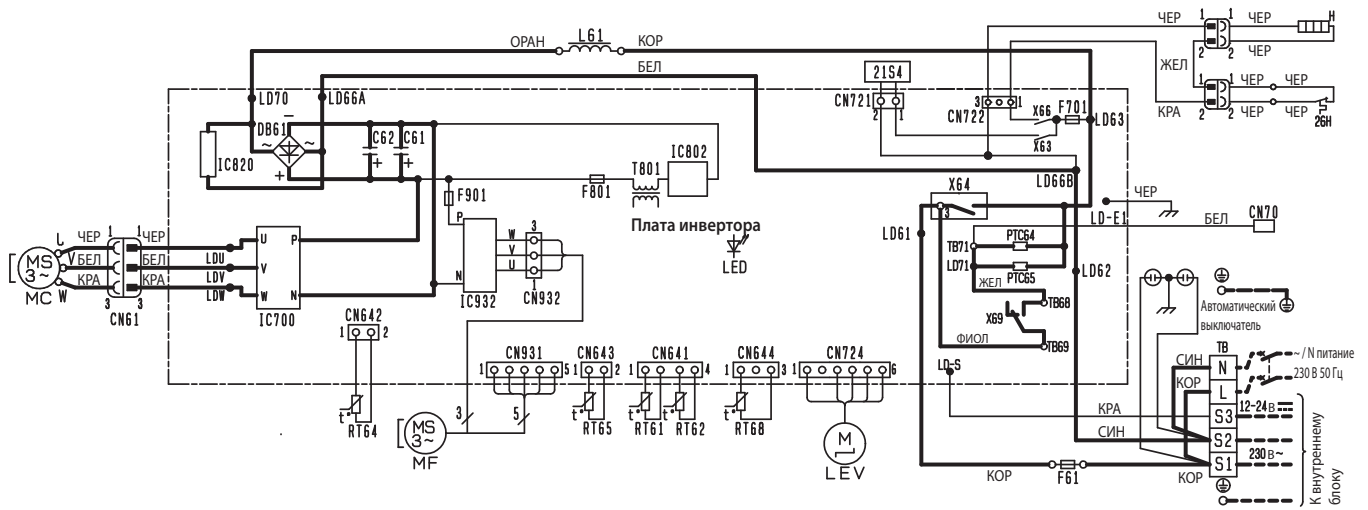 ОРАН
L61
КОР
БЕЛ
ЧЕР
1
1
ЧЕР
H
2
2
ЧЕР
ЖЕЛ
1
1
ЧЕР
ЧЕР
КРА
2
2
ЧЕР
ЧЕР
26H
21S4
CN721
2
1
3
1
CN722
X66
F701
LD63
X63
LD70
LD66A
DB61
−
~
~
+
C62
C61
+
+
IC820
T801
IC802
F801
F901
Плата инвертора
LED
LD66B
X64
3
ЧЕР
LD-E1
БЕЛ
CN70
LD61
TB71
PTC64
LD71
PTC65
LD62
ЖЕЛ
TB68
X69
ФИОЛ
TB69
U
ЧЕР
1
1
ЧЕР
LDU
U
P
MS
3~
V
БЕЛ
БЕЛ
LDV
V
КРА
КРА
LDW
W
N
MC
W
3
3
CN61
IC700
P
W
3
V
U
N
1
IC932
CN932
CN642
1
2
t°
RT64
CN931
1
5
3
5
MS
3~
MF
CN643
1
2
t°
RT65
CN641
1
4
t°
t°
RT61
RT62
CN644
1
3
t°
RT68
CN724
1
6
M
LEV
LD-S
КРА
СИН
КОР
F61
КОР
Автоматический
выключатель
TB
СИН
N
~ / N питание
КОР
L
230 В 50 Гц
S3
12-24 В
S2
230 В ~
S1
К внутреннему
блоку